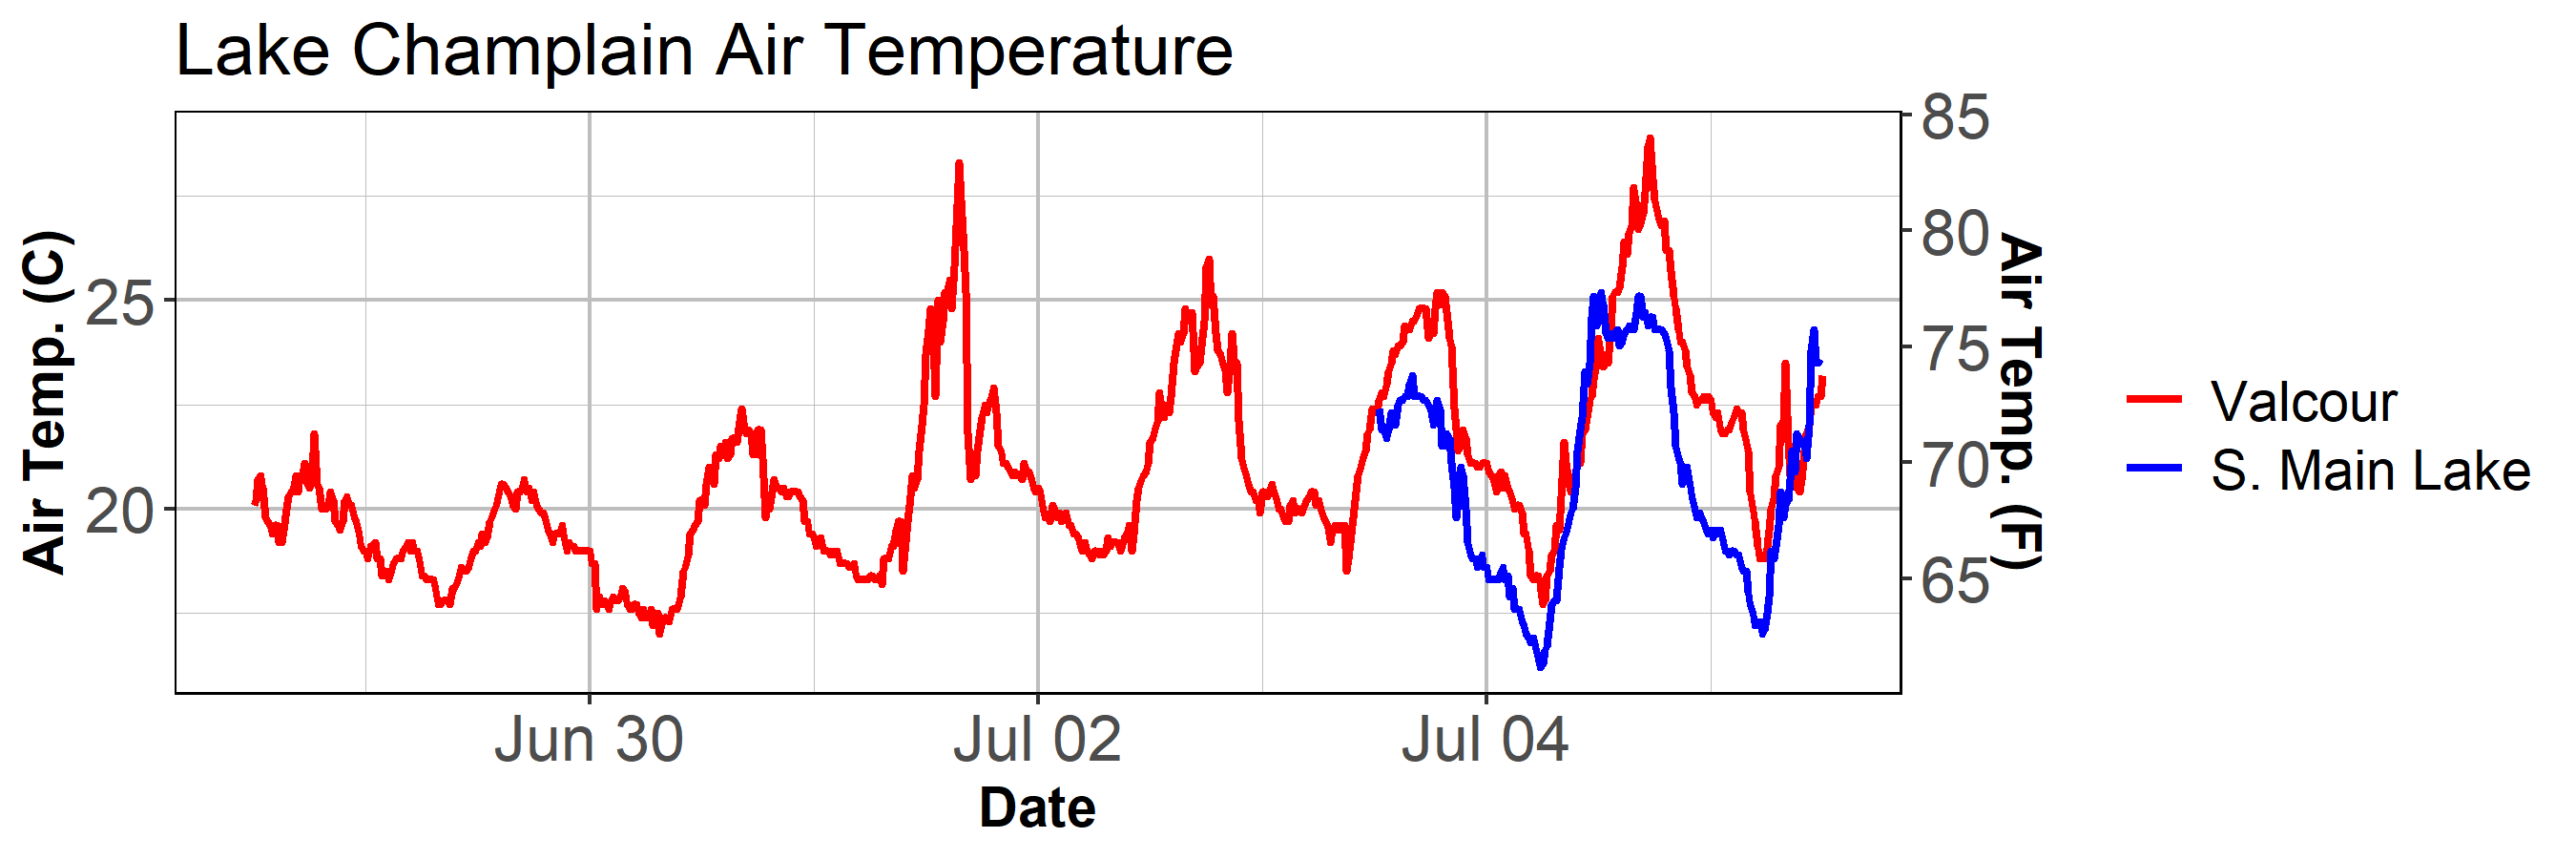 Lake Champlain Air Temperature
Air Temp. (C)
25
20
85
80
75
70
65
Air Temp. (F)
Jun 30
Jul 02
Jul 04
Date
Valcour
S. Main Lake